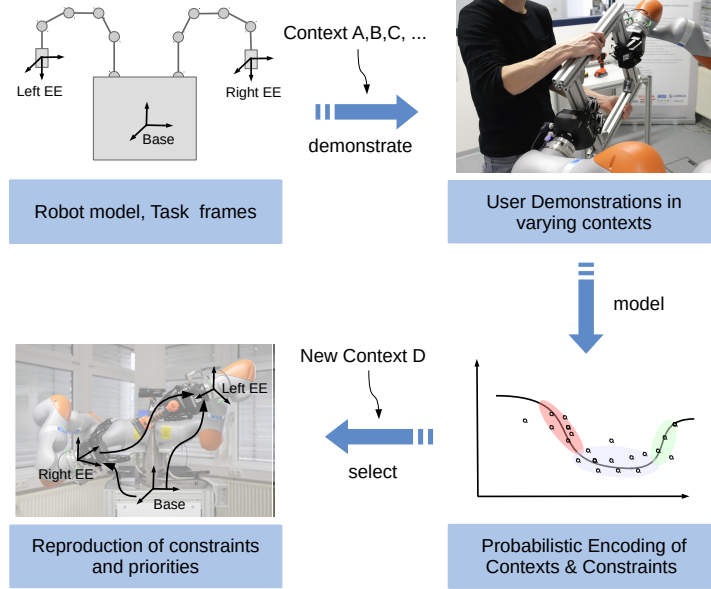 Context A,B,C, ...
Left EE
Right EE
Base
demonstrate
Robot model, Task frames
User Demonstrations in
varying contexts
model
New Context D
Left EE
Right EE
Base
select
Reproduction of constraints
and priorities
Probabilistic Encoding of
Contexts & Constraints